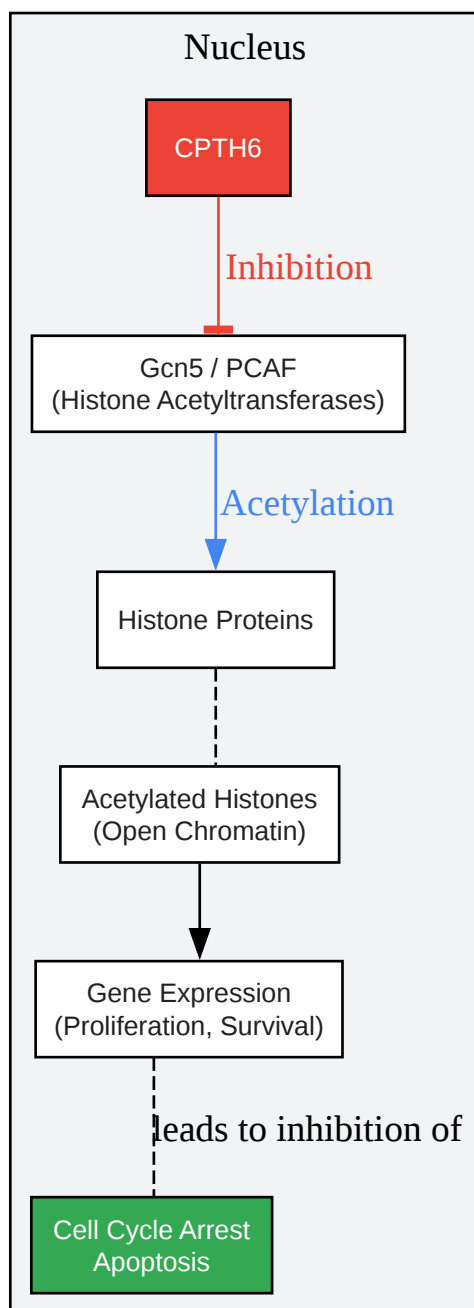 Nucleus
CPTH6
Inhibition
Gcn5 / PCAF
(Histone Acetyltransferases)
Acetylation
Histone Proteins
Acetylated Histones
(Open Chromatin)
Gene Expression
(Proliferation, Survival)
leads to inhibition of
Cell Cycle Arrest
Apoptosis